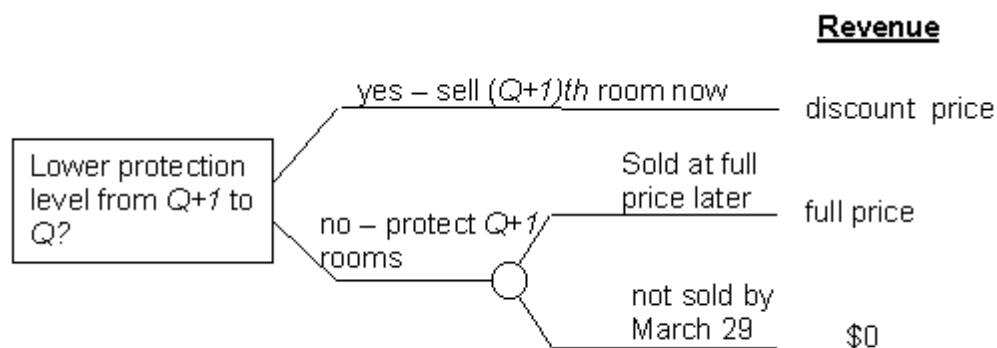 Revenue
yes – sell (Q+1)th room now
discount price
Lower protection
level from Q+1 to
Q?
Sold at full
price later
full price
no – protect Q+1
rooms
not sold by
March 29
$0